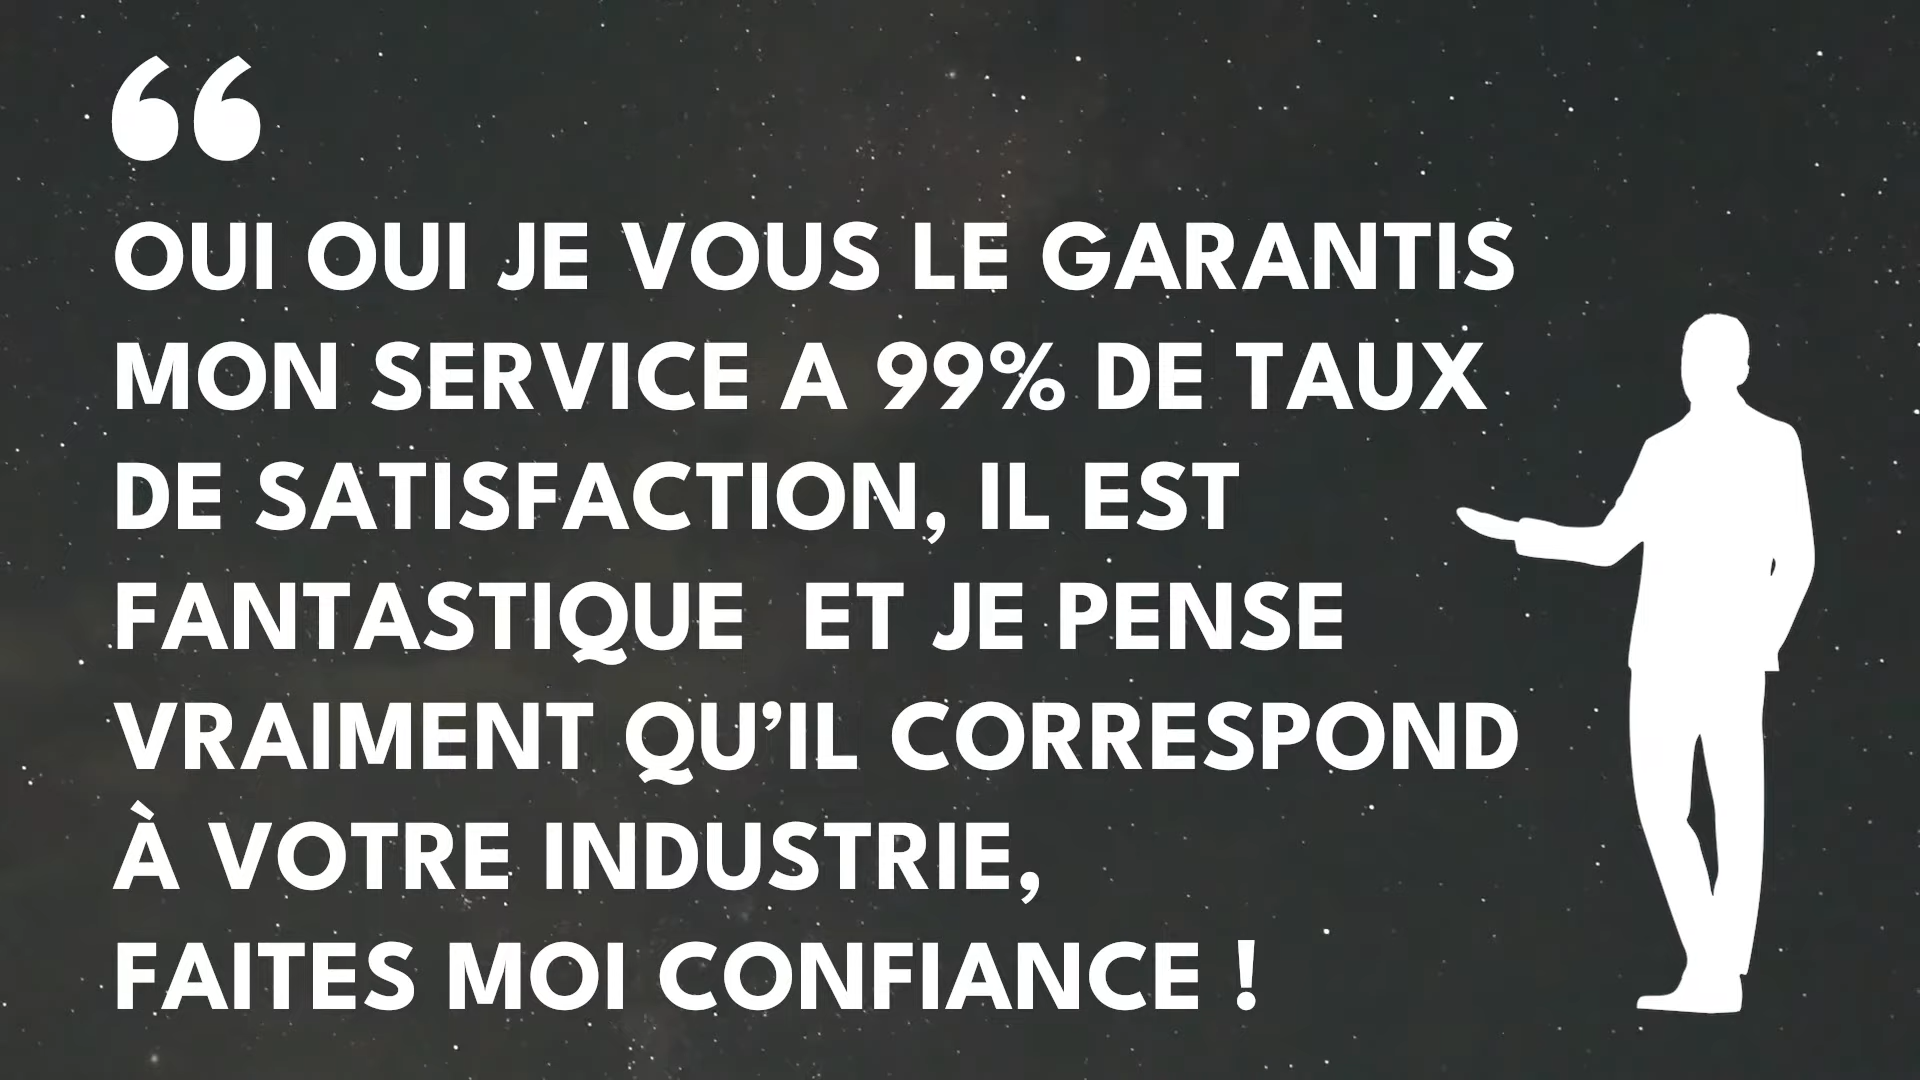 “
OUI OUI JE VOUS LE GARANTIS
MON SERVICE A 99% DE TAUX
DE SATISFACTION, IL EST
FANTASTIQUE  ET JE PENSE
VRAIMENT QU’IL CORRESPOND
À VOTRE INDUSTRIE,
FAITES MOI CONFIANCE !